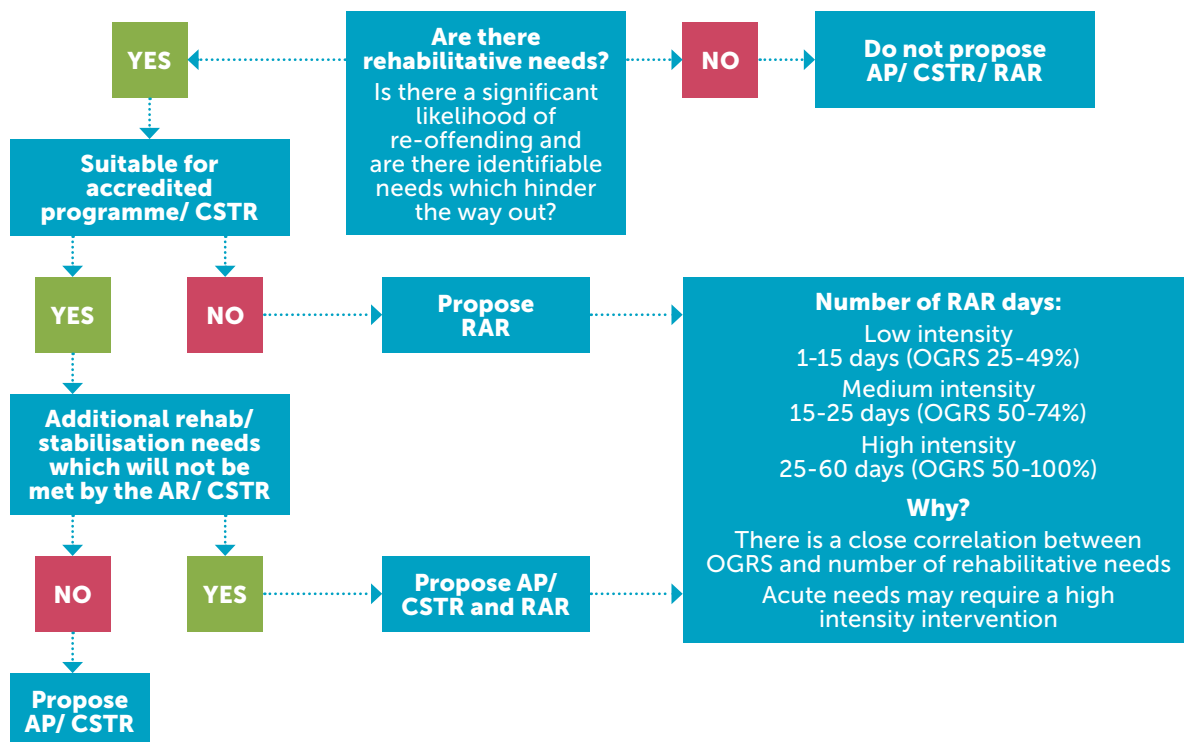 YES
Are there
rehabilitative needs?
Is there a significant
likelihood of
re-offending and
are there identifiable
needs which hinder
the way out?
NO
Do not propose
AP/ CSTR/ RAR
Suitable for
accredited
programme/ CSTR
YES
NO
Propose
RAR
Number of RAR days:
Low intensity
1-15 days (OGRS 25-49%)
Medium intensity
15-25 days (OGRS 50-74%)
High intensity
25-60 days (OGRS 50-100%)
Why?
There is a close correlation between
OGRS and number of rehabilitative needs
Acute needs may require a high
intensity intervention
Additional rehab/
stabilisation needs
which will not be
met by the AR/ CSTR
NO
YES
Propose AP/
CSTR and RAR
Propose
AP/ CSTR